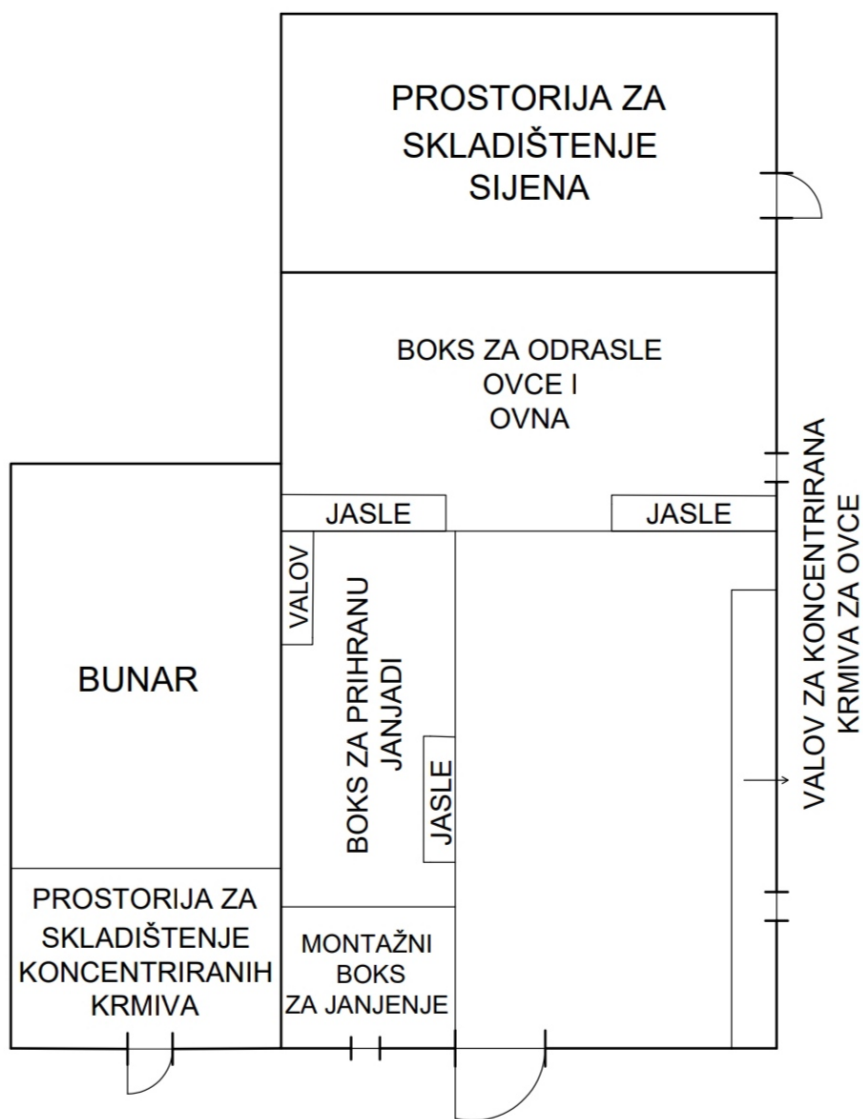 PROSTORIJA ZA
SKLADIŠTENJE
SIJENA
BOKS ZA ODRASLE
OVCE I
OVNA
JASLE
JASLE
VALOV
BOKS ZA PRIHRANU
JANJADI
JASLE
VALOV ZA KONCENTRIRANA
KRMIVA ZA OVCE
BUNAR
PROSTORIJA ZA
SKLADIŠTENJE
KONCENTRIRANIH
KRMIVA
MONTAŽNI
BOKS
ZA JANJENJE